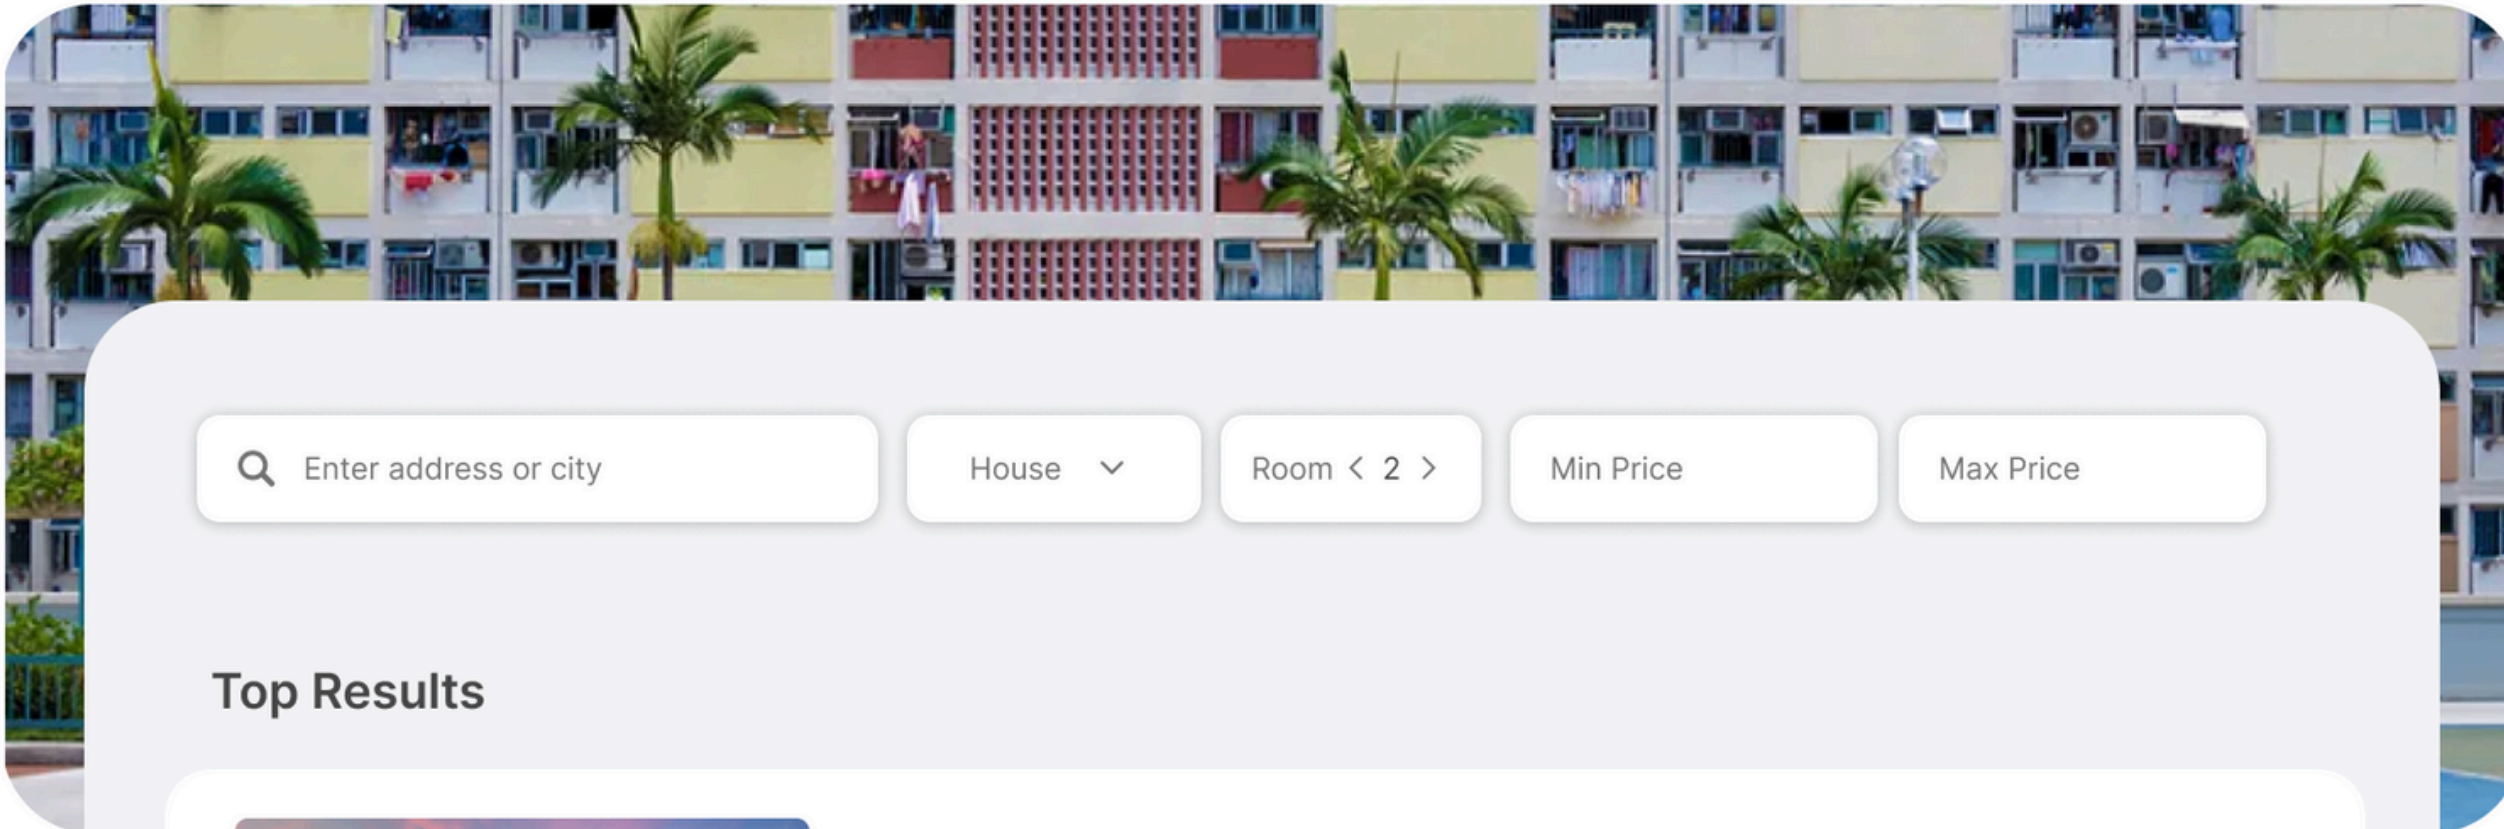 Enter address or city
House
Room < 2 >
Min Price
Max Price
Top Results